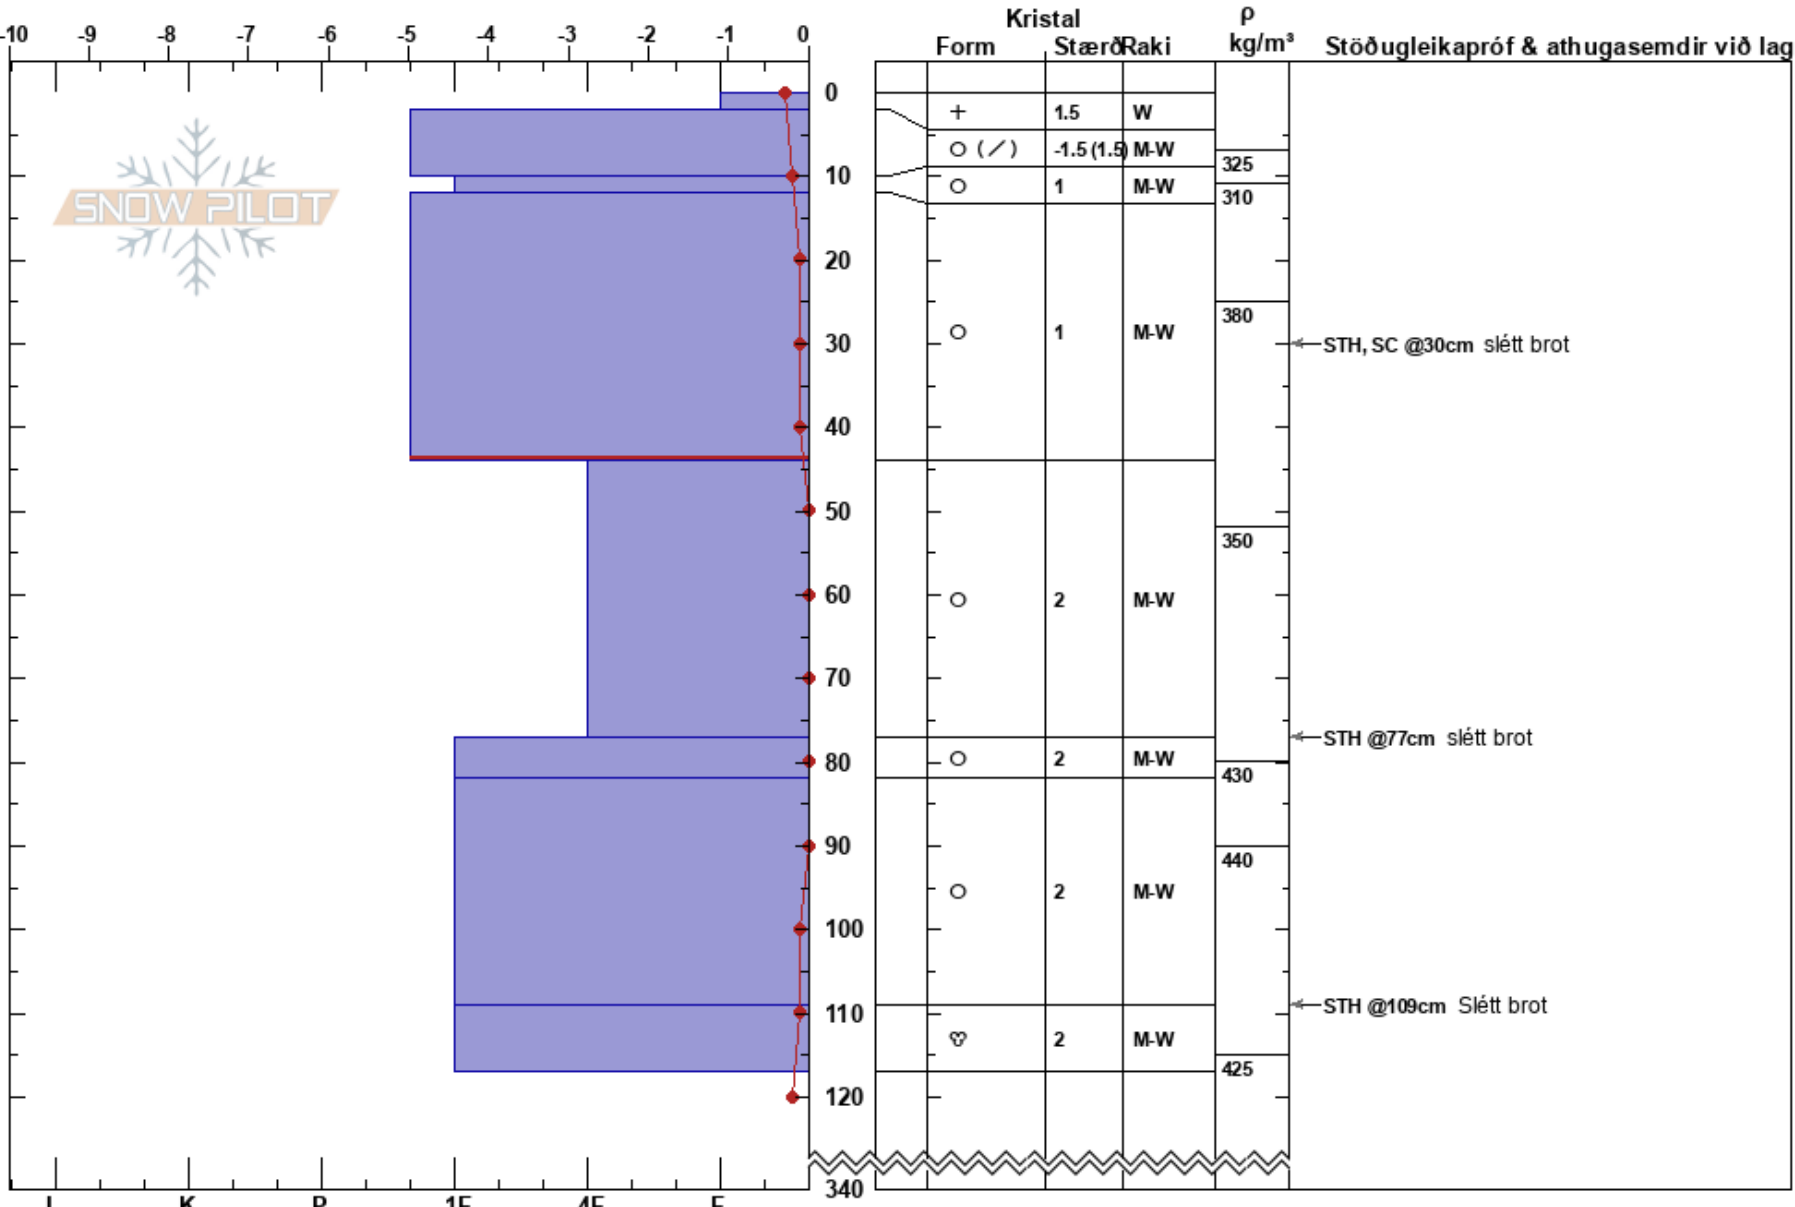 Kristal
ρ
-10 -9 -8 -7 -6 -5 -4 -3 -2 -1 0
Form Stærð Raki kg/m³ Stöðugleikapróf & athugasemdir við lag
0
+ 1.5 W
O (/) -1.5 (1.5) M-W
325
10
O 1 M-W
310
SNOW PILOT
20
380
30
O 1 M-W
STH, SC @30cm slétt brot
40
50
350
60
O 2 M-W
70
STH @77cm slétt brot
80
O 2 M-W
430
90
440
O 2 M-W
100
110
STH @109cm Slétt brot
2 M-W
425
120
340
I K P 1F 4F F